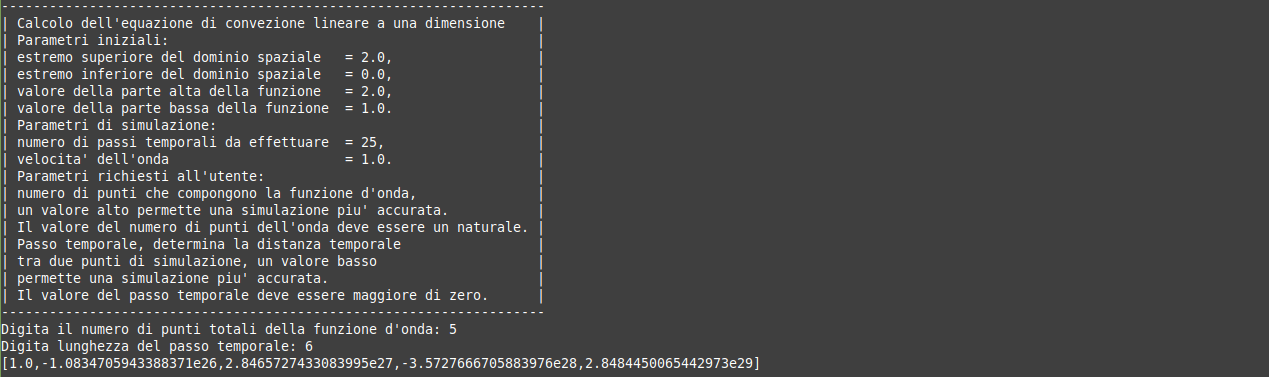 --------------------------------------------------------------------
| Calcolo dell'equazione di convezione lineare a una dimensione    |
| Parametri iniziali:                                              |
| estremo superiore del dominio spaziale   = 2.0,                  |
| estremo inferiore del dominio spaziale   = 0.0,                  |
| valore della parte alta della funzione   = 2.0,                  |
| valore della parte bassa della funzione  = 1.0.                  |
| Parametri di simulazione:                                        |
| numero di passi temporali da effettuare  = 25,                   |
| velocita' dell'onda                      = 1.0.                  |
| Parametri richiesti all'utente:                                  |
| numero di punti che compongono la funzione d'onda,               |
| un valore alto permette una simulazione piu' accurata.           |
| Il valore del numero di punti dell'onda deve essere un naturale. |
| Passo temporale, determina la distanza temporale                 |
| tra due punti di simulazione, un valore basso                    |
| permette una simulazione piu' accurata.                          |
| Il valore del passo temporale deve essere maggiore di zero.      |
--------------------------------------------------------------------
Digita il numero di punti totali della funzione d'onda: 5
Digita lunghezza del passo temporale: 6
[1.0,-1.0834705943388371e26,2.8465727433083995e27,-3.5727666705883976e28,2.8484450065442973e29]